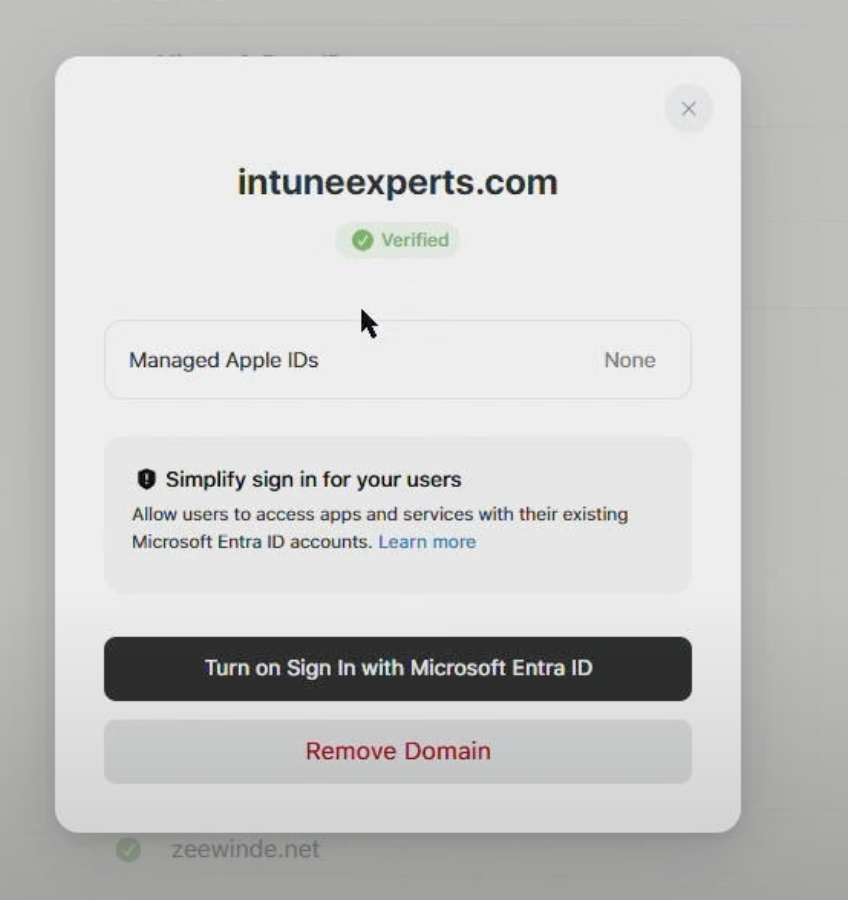 intuneexperts.com
Verified
Managed Apple IDs None
Simplify sign in for your users
Allow users to access apps and services with their existing
Microsoft Entra ID accounts. Learn more
Turn on Sign In with Microsoft Entra ID
Remove Domain
zeewinde.net